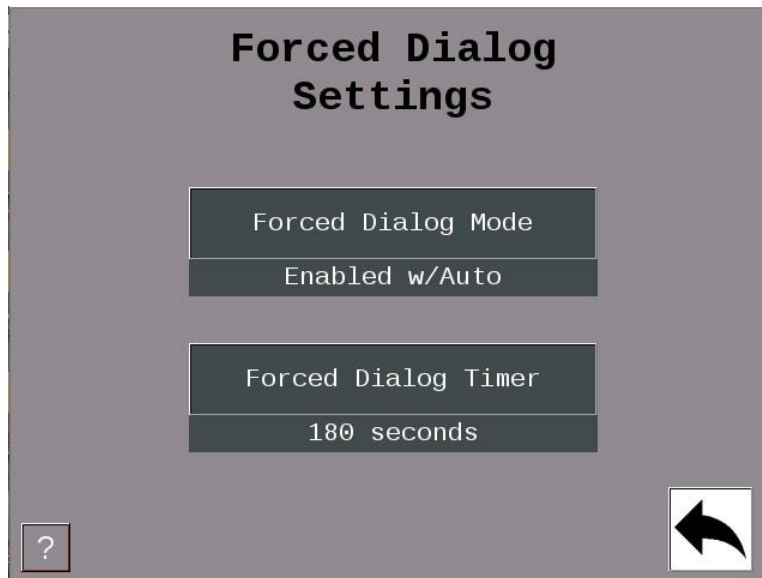 Forced Dialog
Settings
Forced Dialog Mode
Enabled w/Auto
Forced Dialog Timer
180 seconds
?